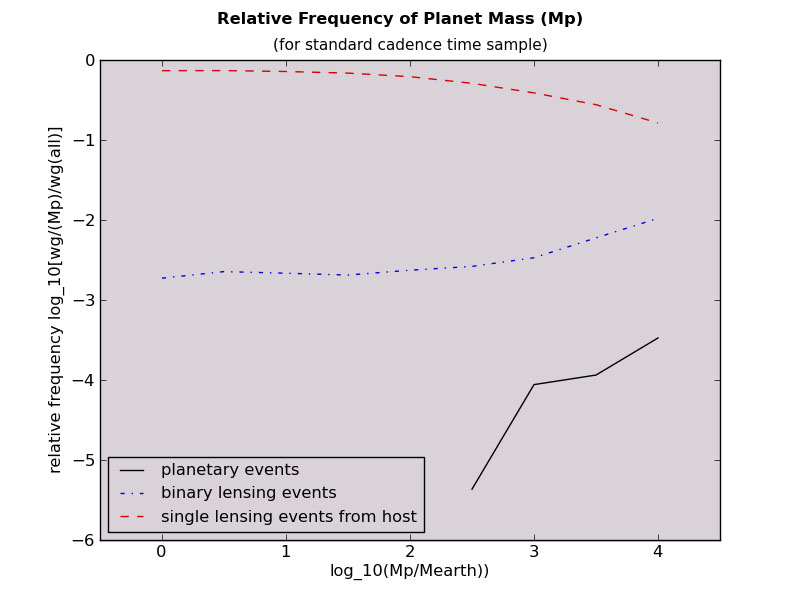 Relative Frequency of Planet Mass (Mp)
(for standard cadence time sample)
relative frequency log_10[wg/(Mp)/wg(all)]
0
−1
−2
−3
−4
−5
−6
planetary events
binary lensing events
single lensing events from host
0 1 2 3 4
log_10(Mp/Mearth))